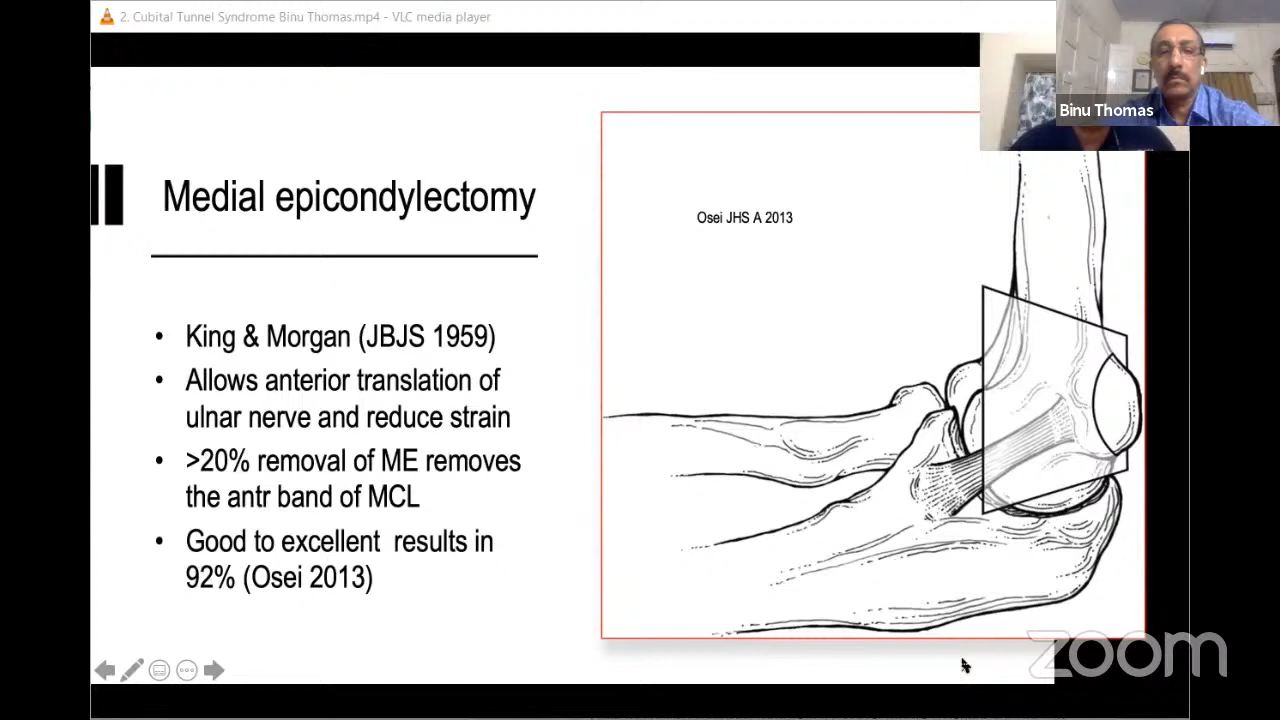 2. Cubital Tunnel Syndrome Binu Thomas.mp4 - VLC media player
Binu Thomas
Medial epicondylectomy
Osei JHS A 2013
• King & Morgan (JBJS 1959)
• Allows anterior translation of
ulnar nerve and reduce strain
• >20% removal of ME removes
the antr band of MCL
• Good to excellent results in
92% (Osei 2013)
zoom